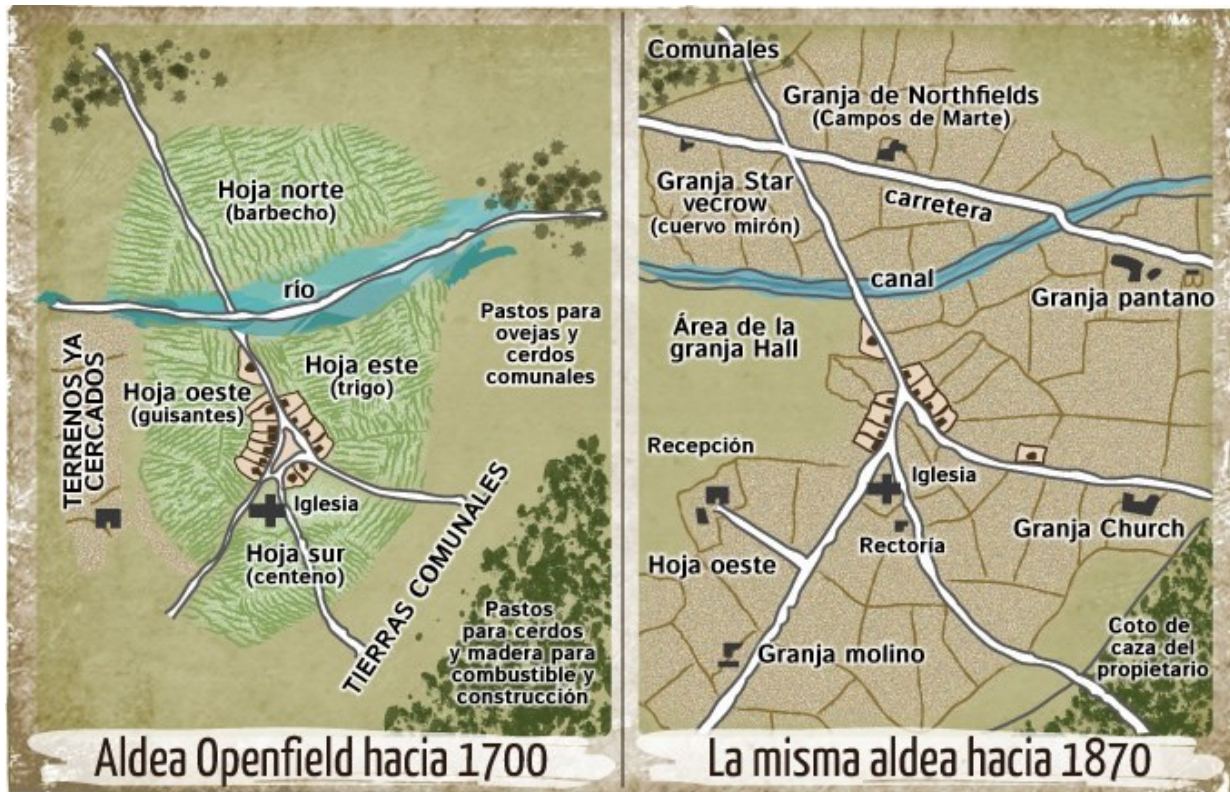 Hoja norte
(barbecho)
río
Pastos para
ovejas y
cerdos
comunales
TERRENOS YA
CERCADOS
Hoja oeste
(guisantes)
Hoja este
(trigo)
Iglesia
Hoja sur
(centeno)
TIERRAS COMUNALES
Pastos
para cerdos
y madera para
combustible y
construcción
Aldea Openfield hacia 1700
Comunales
Granja de Northfields
(Campos de Marte)
Granja Star
vecrow
(cuervo mirón)
carretera
canal
Granja pantano
Área de la
granja Hall
Recepción
Iglesia
Granja Church
Rectoría
Hoja oeste
Granja molino
Coto de
caza del
propietario
La misma aldea hacia 1870